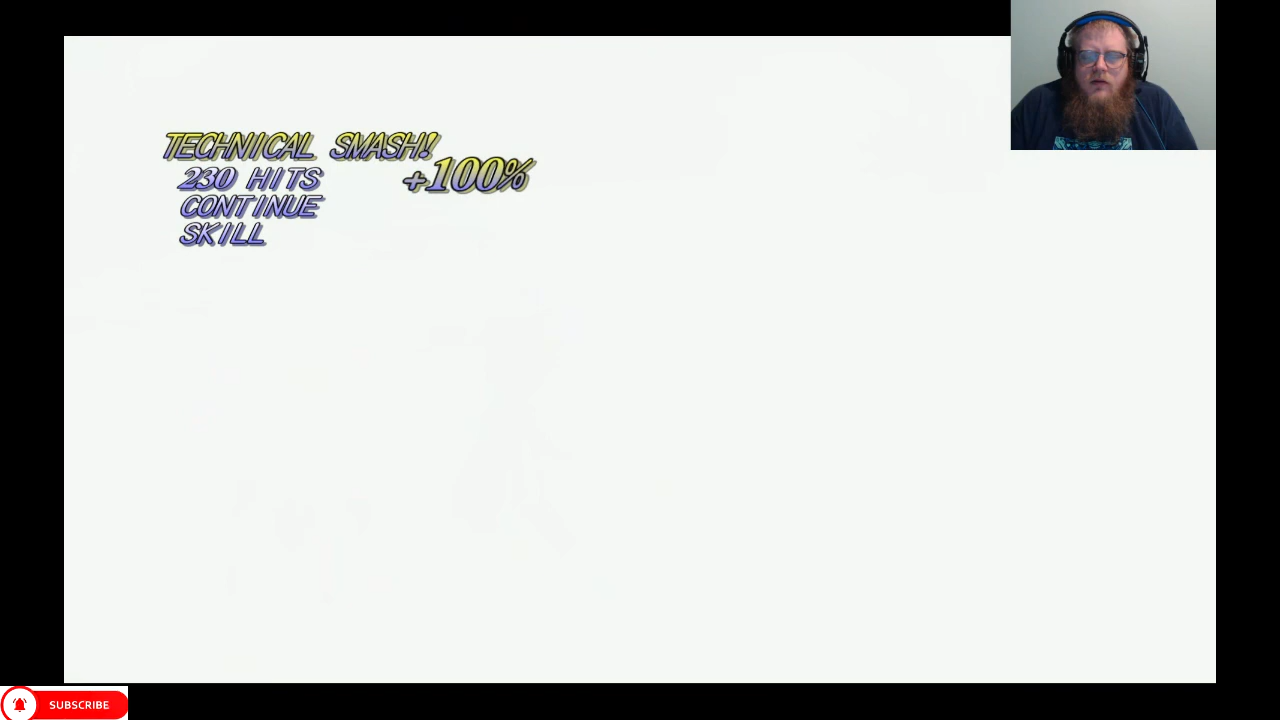 TECHNICAL SMASH!
230 HITS +100%
CONTINUE
SKILL
SUBSCRIBE